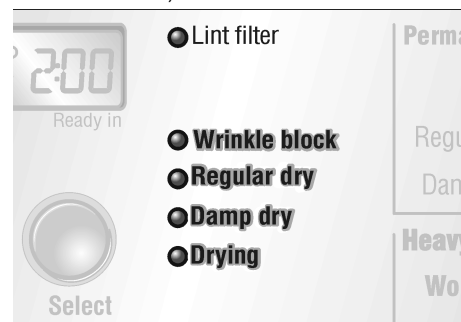 Lint filter
2:00
Ready in
Wrinkle block
Regular dry
Damp dry
Drying
Select